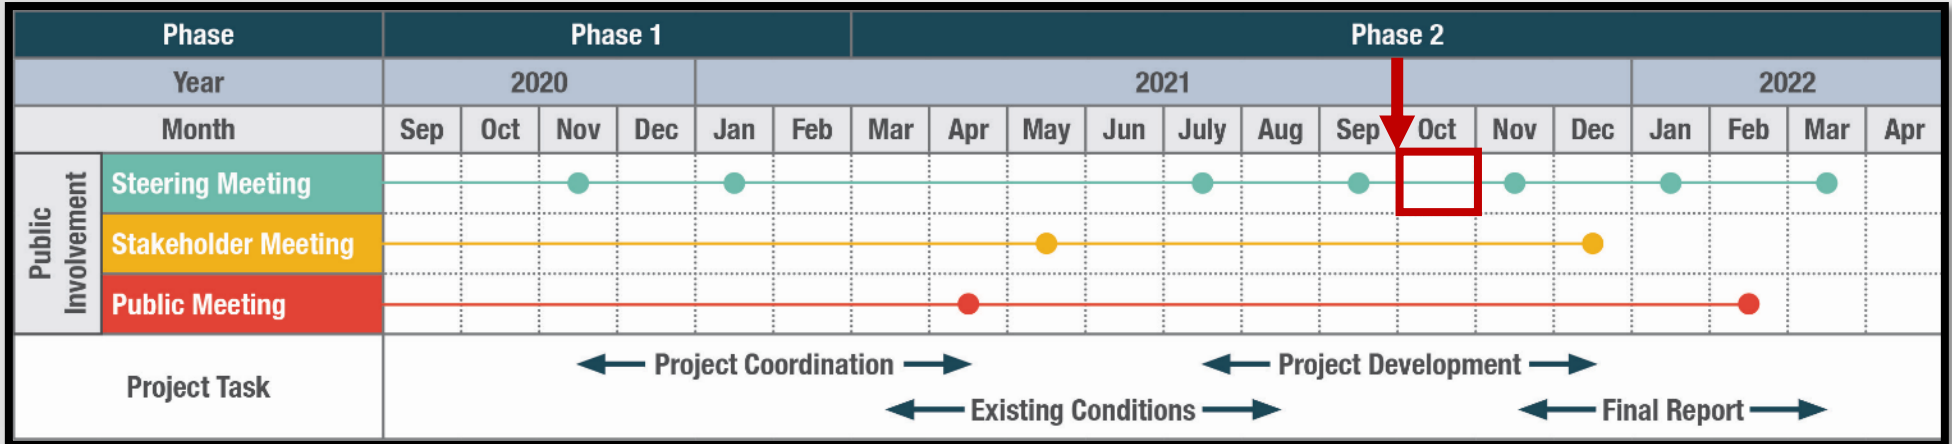 Phase Phase 1 Phase 2
Year 2020 2021 2022
Month Sep Oct Nov Dec Jan Feb Mar Apr May Jun July Aug Sep Oct Nov Dec Jan Feb Mar Apr
Public Involvement
Steering Meeting
Stakeholder Meeting
Public Meeting
Project Task
Project Coordination Project Development
Existing Conditions Final Report